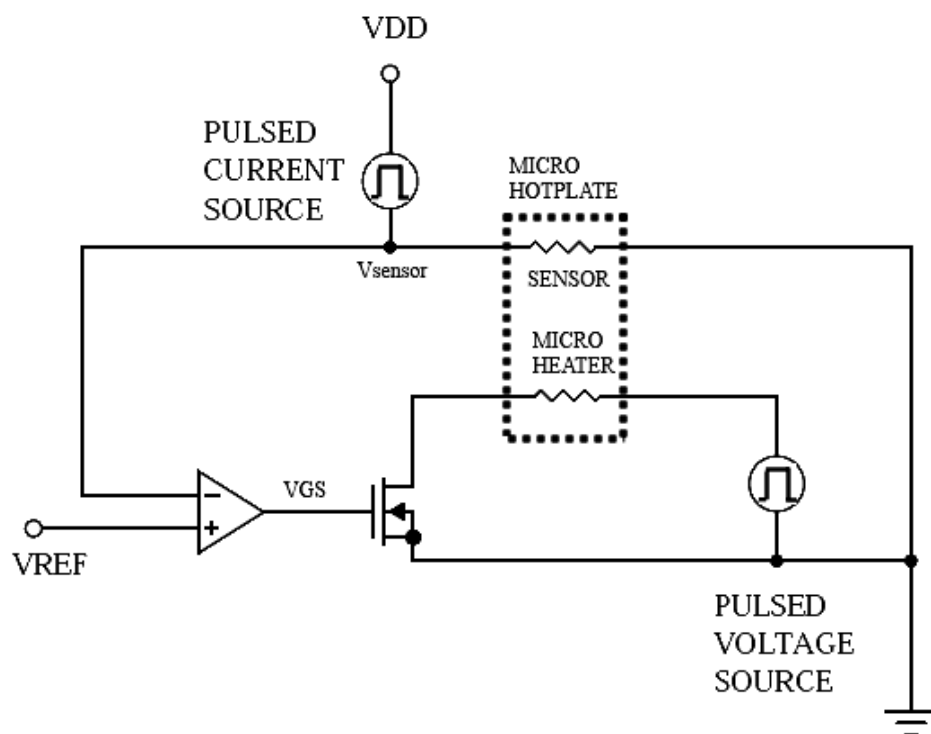 VDD
PULSED
CURRENT
SOURCE
MICRO
HOTPLATE
Vsensor
SENSOR
MICRO
HEATER
VGS
−
+
VREF
PULSED
VOLTAGE
SOURCE